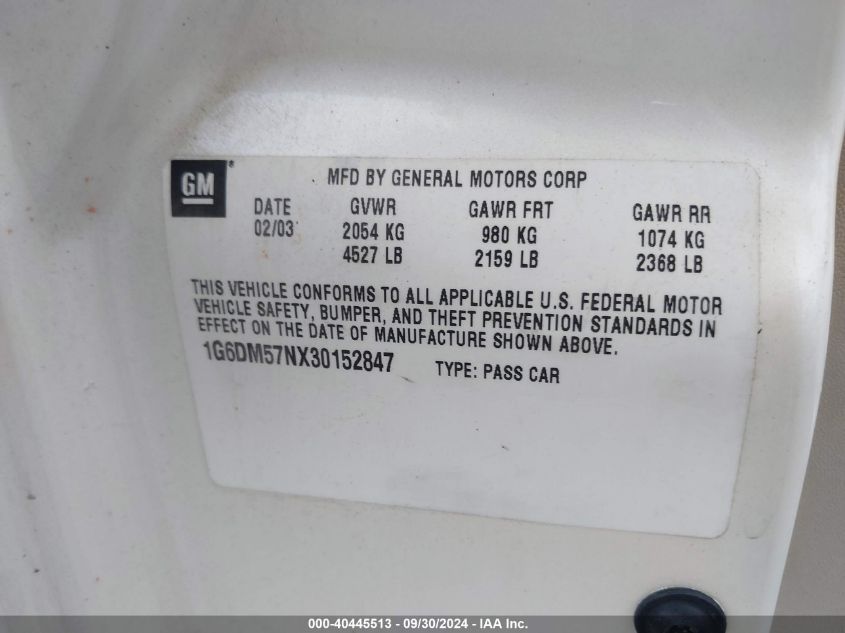 GM®
MFD BY GENERAL MOTORS CORP
DATE GVWR GAWR FRT GAWR RR
02/03 2054 KG 980 KG 1074 KG
4527 LB 2159 LB 2368 LB
THIS VEHICLE CONFORMS TO ALL APPLICABLE U.S. FEDERAL MOTOR
VEHICLE SAFETY, BUMPER, AND THEFT PREVENTION STANDARDS IN
EFFECT ON THE DATE OF MANUFACTURE SHOWN ABOVE.
1G6DM57NX30152847 TYPE: PASS CAR
000-40445513 - 09/30/2024 - IAA Inc.